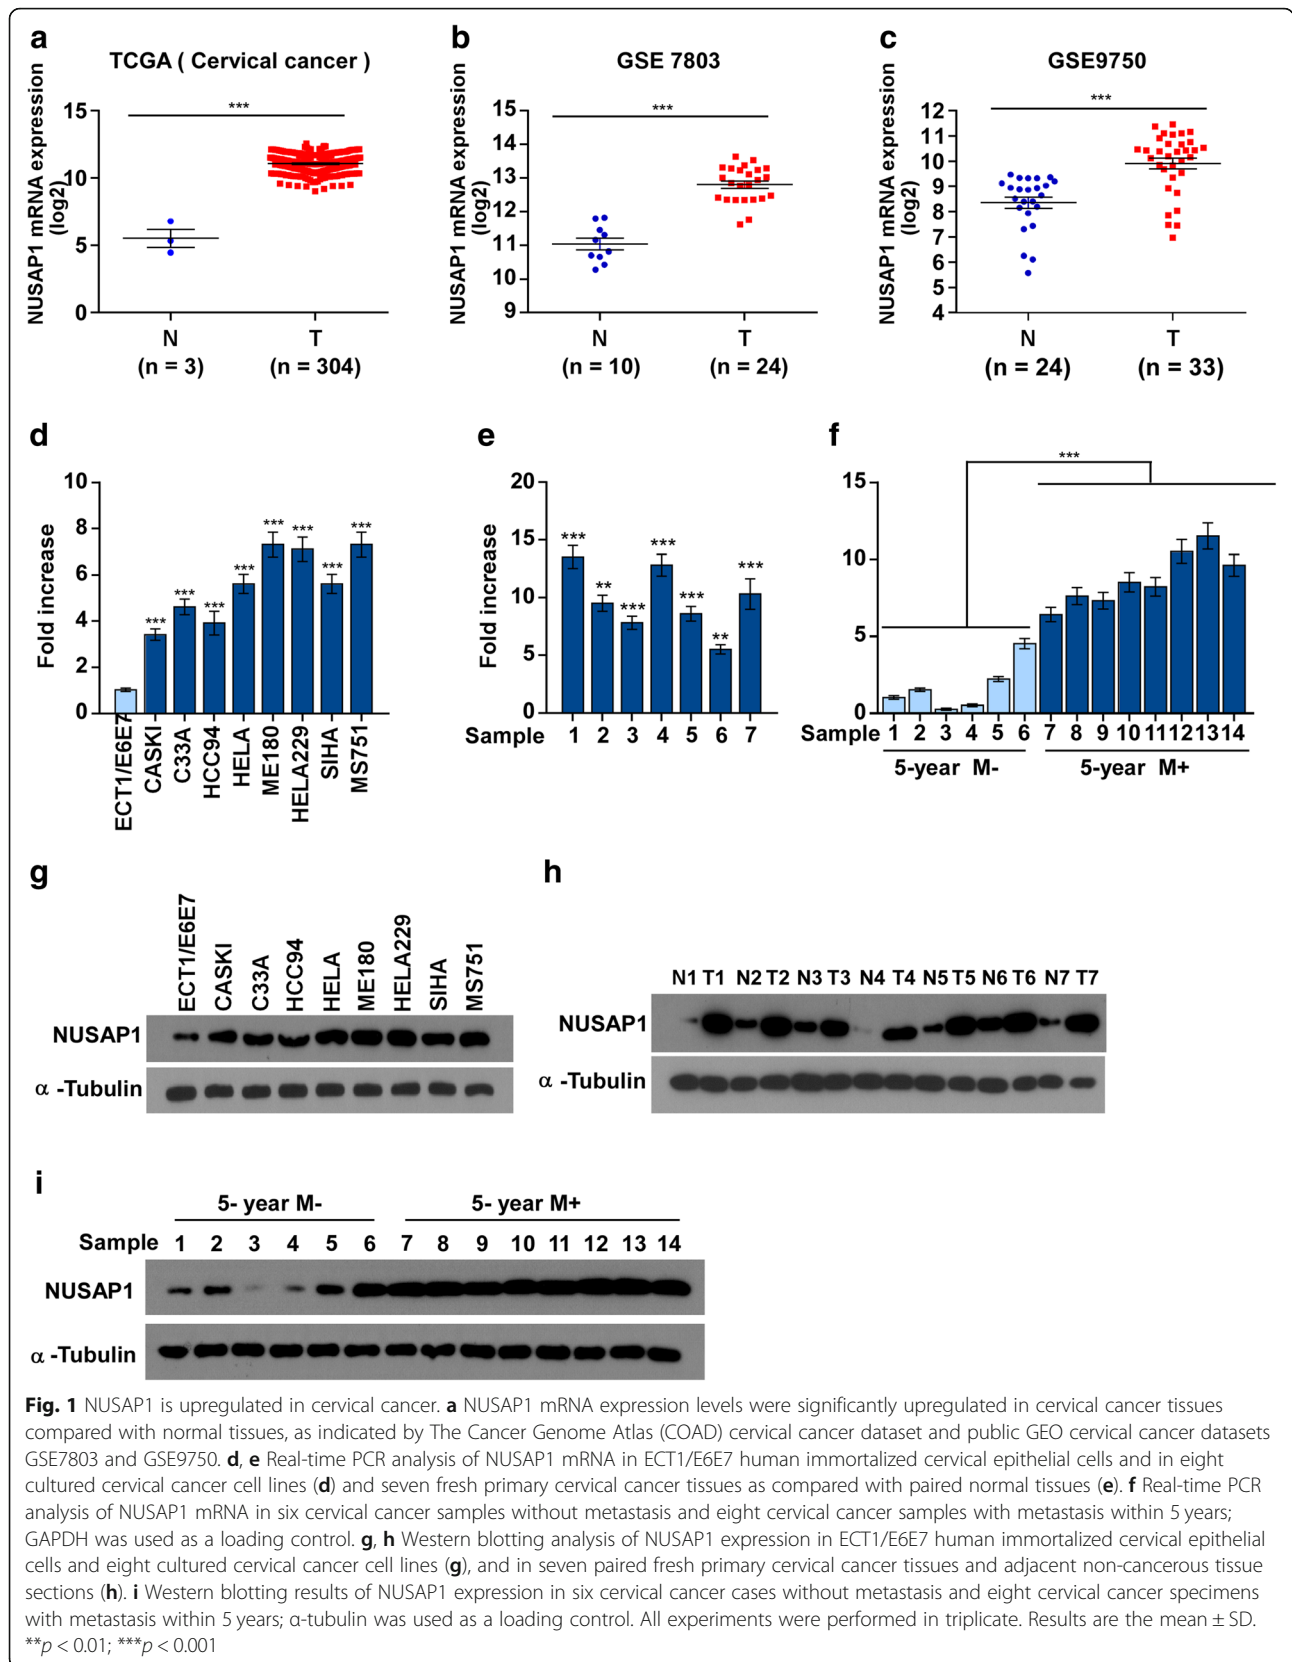 a
TCGA ( Cervical cancer )
NUSAP1 mRNA expression
(log2)
15
10
5
0
***
N
T
(n = 3)
(n = 304)
b
GSE 7803
NUSAP1 mRNA expression
(log2)
15
14
13
12
11
10
9
***
N
T
(n = 10)
(n = 24)
c
GSE9750
NUSAP1 mRNA expression
(log2)
12
11
10
9
8
7
6
5
4
***
N
T
(n = 24)
(n = 33)
d
Fold increase
10
8
6
4
2
0
*** *** *** *** *** *** *** ***
ECT1/E6E7 CASKI C33A HCC94 HELA ME180 HELA229 SIHA MS751
e
Fold increase
20
15
10
5
0
*** ** *** *** *** ** ***
Sample 1 2 3 4 5 6 7
f
15
10
5
0
***
Sample 1 2 3 4 5 6 7 8 9 10 11 12 13 14
5-year M- 5-year M+
g
ECT1/E6E7 CASKI C33A HCC94 HELA ME180 HELA229 SIHA MS751
NUSAP1
α -Tubulin
h
N1 T1 N2 T2 N3 T3 N4 T4 N5 T5 N6 T6 N7 T7
NUSAP1
α -Tubulin
i
5- year M- 5- year M+
Sample 1 2 3 4 5 6 7 8 9 10 11 12 13 14
NUSAP1
α -Tubulin
Fig. 1 NUSAP1 is upregulated in cervical cancer. a NUSAP1 mRNA expression levels were significantly upregulated in cervical cancer tissues
compared with normal tissues, as indicated by The Cancer Genome Atlas (COAD) cervical cancer dataset and public GEO cervical cancer datasets
GSE7803 and GSE9750. d, e Real-time PCR analysis of NUSAP1 mRNA in ECT1/E6E7 human immortalized cervical epithelial cells and in eight
cultured cervical cancer cell lines (d) and seven fresh primary cervical cancer tissues as compared with paired normal tissues (e). f Real-time PCR
analysis of NUSAP1 mRNA in six cervical cancer samples without metastasis and eight cervical cancer samples with metastasis within 5 years;
GAPDH was used as a loading control. g, h Western blotting analysis of NUSAP1 expression in ECT1/E6E7 human immortalized cervical epithelial
cells and eight cultured cervical cancer cell lines (g), and in seven paired fresh primary cervical cancer tissues and adjacent non-cancerous tissue
sections (h). i Western blotting results of NUSAP1 expression in six cervical cancer cases without metastasis and eight cervical cancer specimens
with metastasis within 5 years; α-tubulin was used as a loading control. All experiments were performed in triplicate. Results are the mean ± SD.
**p < 0.01; ***p < 0.001